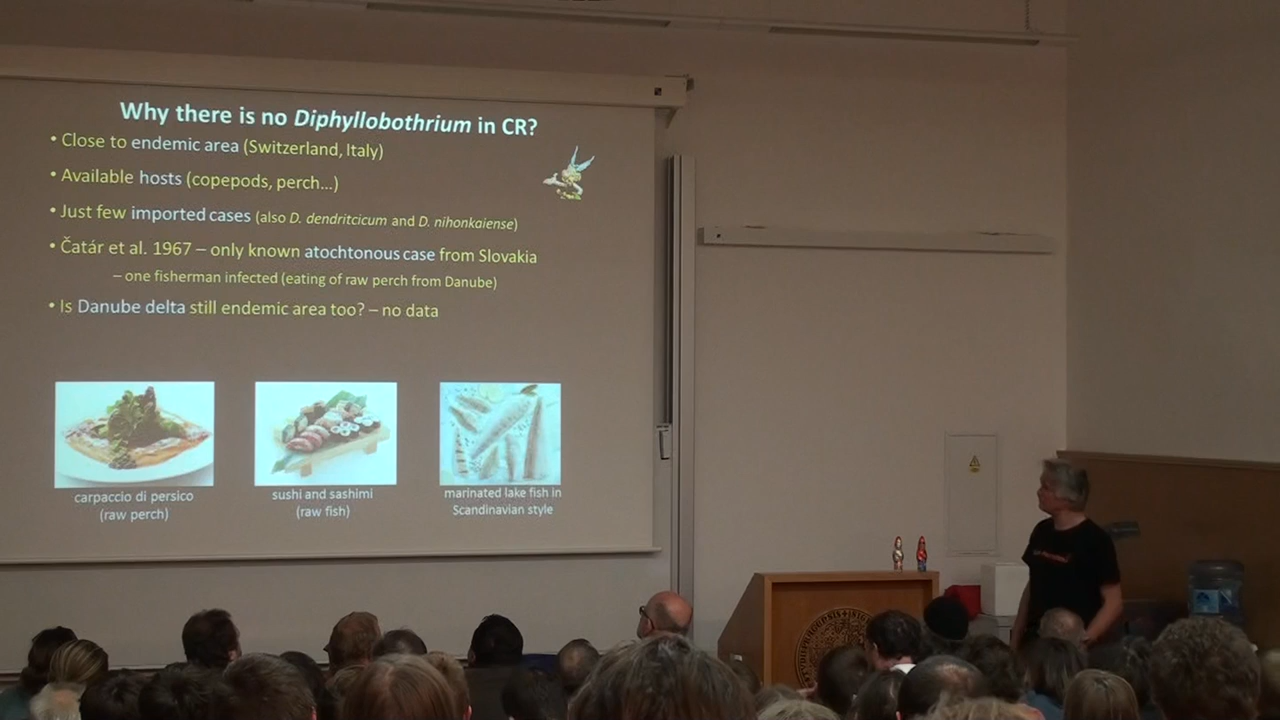 Why there is no Diphyllobothrium in CR?
• Close to endemic area (Switzerland, Italy)
• Available hosts (copepods, perch...)
• Just few imported cases (also D. dendritcicum and D. nihonkaiense)
• Čatár et al. 1967 – only known atochtonous case from Slovakia
– one fisherman infected (eating of raw perch from Danube)
• Is Danube delta still endemic area too? – no data
carpaccio di persico
(raw perch)
sushi and sashimi
(raw fish)
marinated lake fish in
Scandinavian style